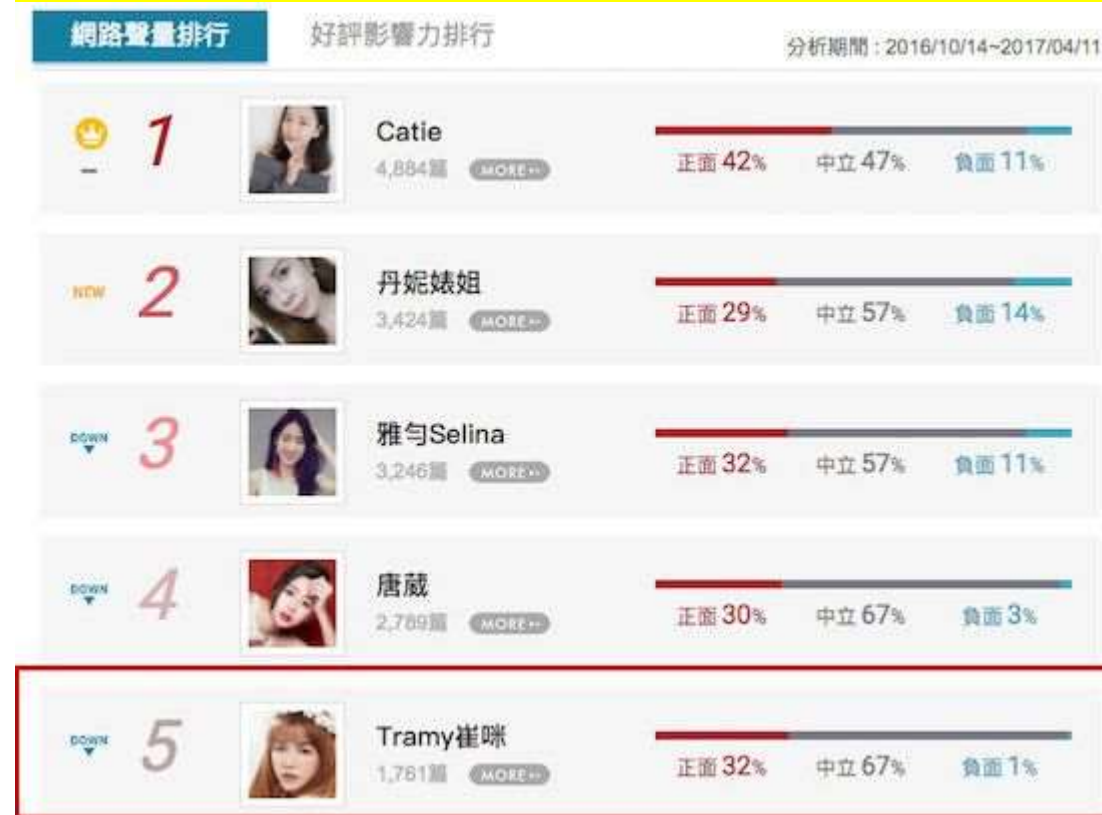 網路聲量排行 好評影響力排行
分析期間 : 2016/10/14~2017/04/11
1 Catie
4,884篇 MORE
正面 42% 中立 47% 負面 11%
NEW 2 丹妮婊姐
3,424篇 MORE
正面 29% 中立 57% 負面 14%
DOWN 3 雅勻Selina
3,246篇 MORE
正面 32% 中立 57% 負面 11%
DOWN 4 唐葳
2,789篇 MORE
正面 30% 中立 67% 負面 3%
DOWN 5 Tramy崔咪
1,761篇 MORE
正面 32% 中立 67% 負面 1%